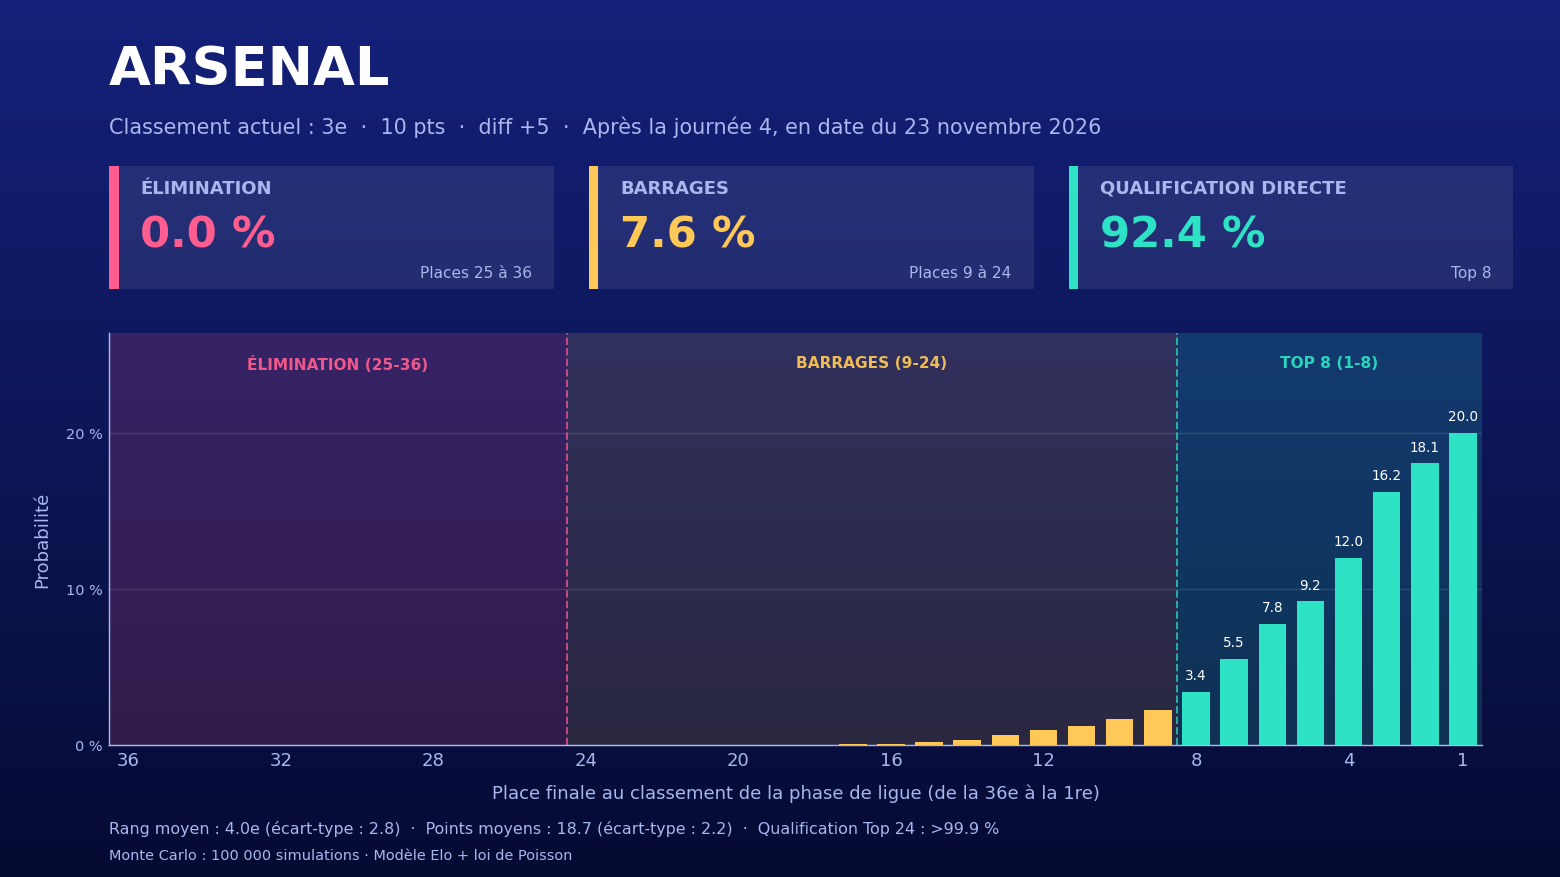 ARSENAL
Classement actuel : 3e · 10 pts · diff +5 · Après la journée 4, en date du 23 novembre 2026
ÉLIMINATION
0.0 %
Places 25 à 36
BARRAGES
7.6 %
Places 9 à 24
QUALIFICATION DIRECTE
92.4 %
Top 8
ÉLIMINATION (25-36)
BARRAGES (9-24)
TOP 8 (1-8)
Probabilité
20 %
10 %
0 %
3.4
5.5
7.8
9.2
12.0
16.2
18.1
20.0
36 32 28 24 20 16 12 8 4 1
Place finale au classement de la phase de ligue (de la 36e à la 1re)
Rang moyen : 4.0e (écart-type : 2.8) · Points moyens : 18.7 (écart-type : 2.2) · Qualification Top 24 : >99.9 %
Monte Carlo : 100 000 simulations · Modèle Elo + loi de Poisson